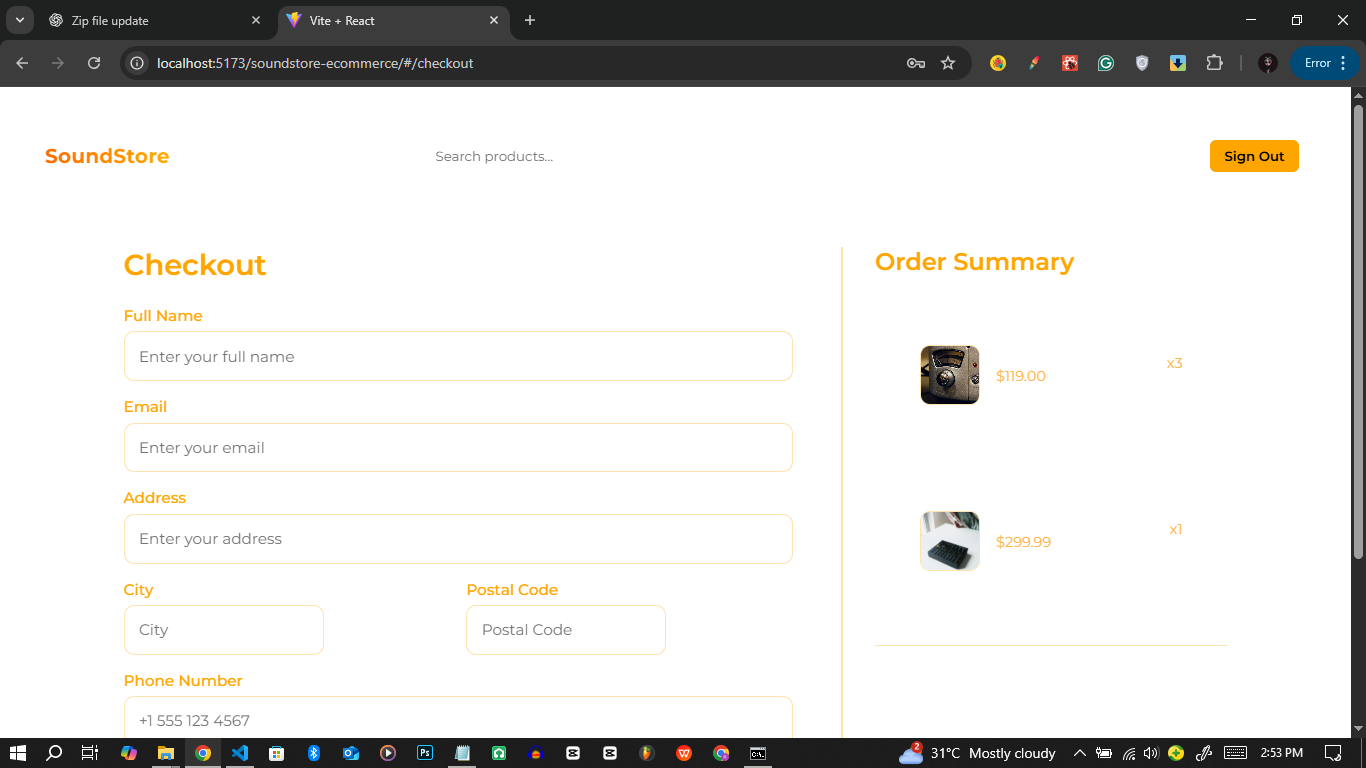 Zip file update
Vite + React
localhost:5173/soundstore-ecommerce/#/checkout
Error
SoundStore
Search products...
Sign Out
Checkout
Full Name
Enter your full name
Email
Enter your email
Address
Enter your address
City
Postal Code
City
Postal Code
Phone Number
+1 555 123 4567
Order Summary
$119.00
x3
$299.99
x1
2
31°C Mostly cloudy
2:53 PM